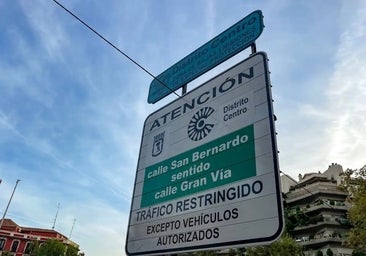 Distrito Centro
ATENCIÓN
Distrito
Centro
calle San Bernardo
sentido
calle Gran Vía
TRÁFICO RESTRINGIDO
EXCEPTO VEHÍCULOS
AUTORIZADOS